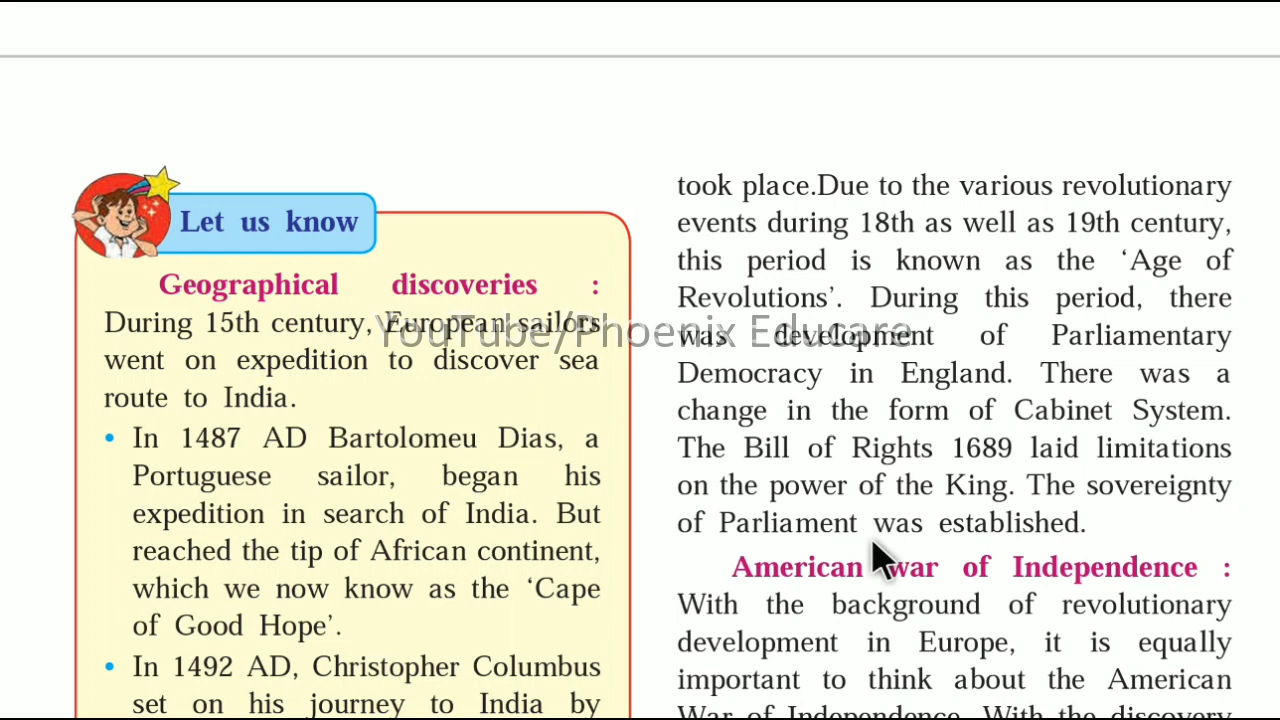 Let us know
Geographical discoveries :
During 15th century, European sailors
went on expedition to discover sea
route to India.
• In 1487 AD Bartolomeu Dias, a
Portuguese sailor, began his
expedition in search of India. But
reached the tip of African continent,
which we now know as the ‘Cape
of Good Hope’.
• In 1492 AD, Christopher Columbus
set on his journey to India by
took place.Due to the various revolutionary
events during 18th as well as 19th century,
this period is known as the ‘Age of
Revolutions’. During this period, there
was development of Parliamentary
Democracy in England. There was a
change in the form of Cabinet System.
The Bill of Rights 1689 laid limitations
on the power of the King. The sovereignty
of Parliament was established.
American war of Independence :
With the background of revolutionary
development in Europe, it is equally
important to think about the American
War of Independence. With the discovery
YouTube/Phoenix Educare